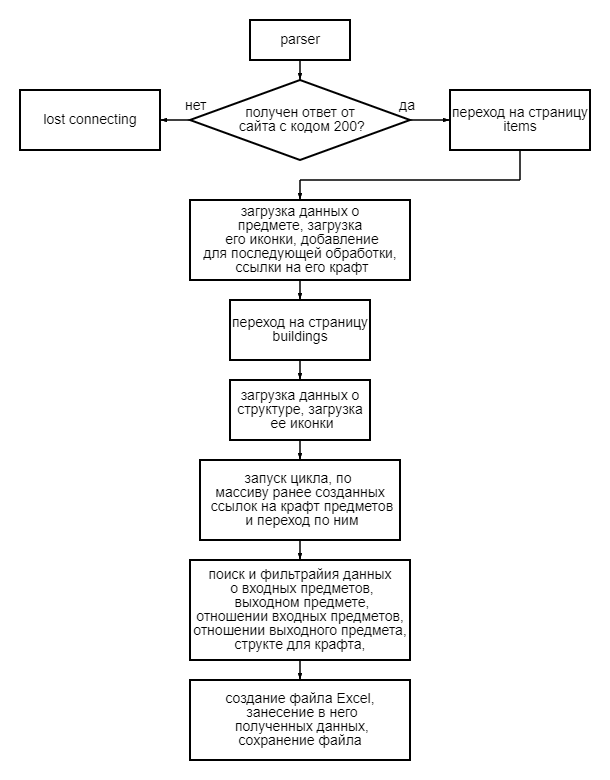 parser
нет
да
lost connecting
получен ответ от
сайта с кодом 200?
переход на страницу
items
загрузка данных о
предмете, загрузка
его иконки, добавление
для последующей обработки,
ссылки на его крафт
переход на страницу
buildings
загрузка данных о
структуре, загрузка
ее иконки
запуск цикла, по
массиву ранее созданных
ссылок на крафт предметов
и переход по ним
поиск и фильтрайия данных
о входных предметов,
выходном предмете,
отношении входных предметов,
отношении выходного предмета,
структе для крафта,
создание файла Excel,
занесение в него
полученных данных,
сохранение файла